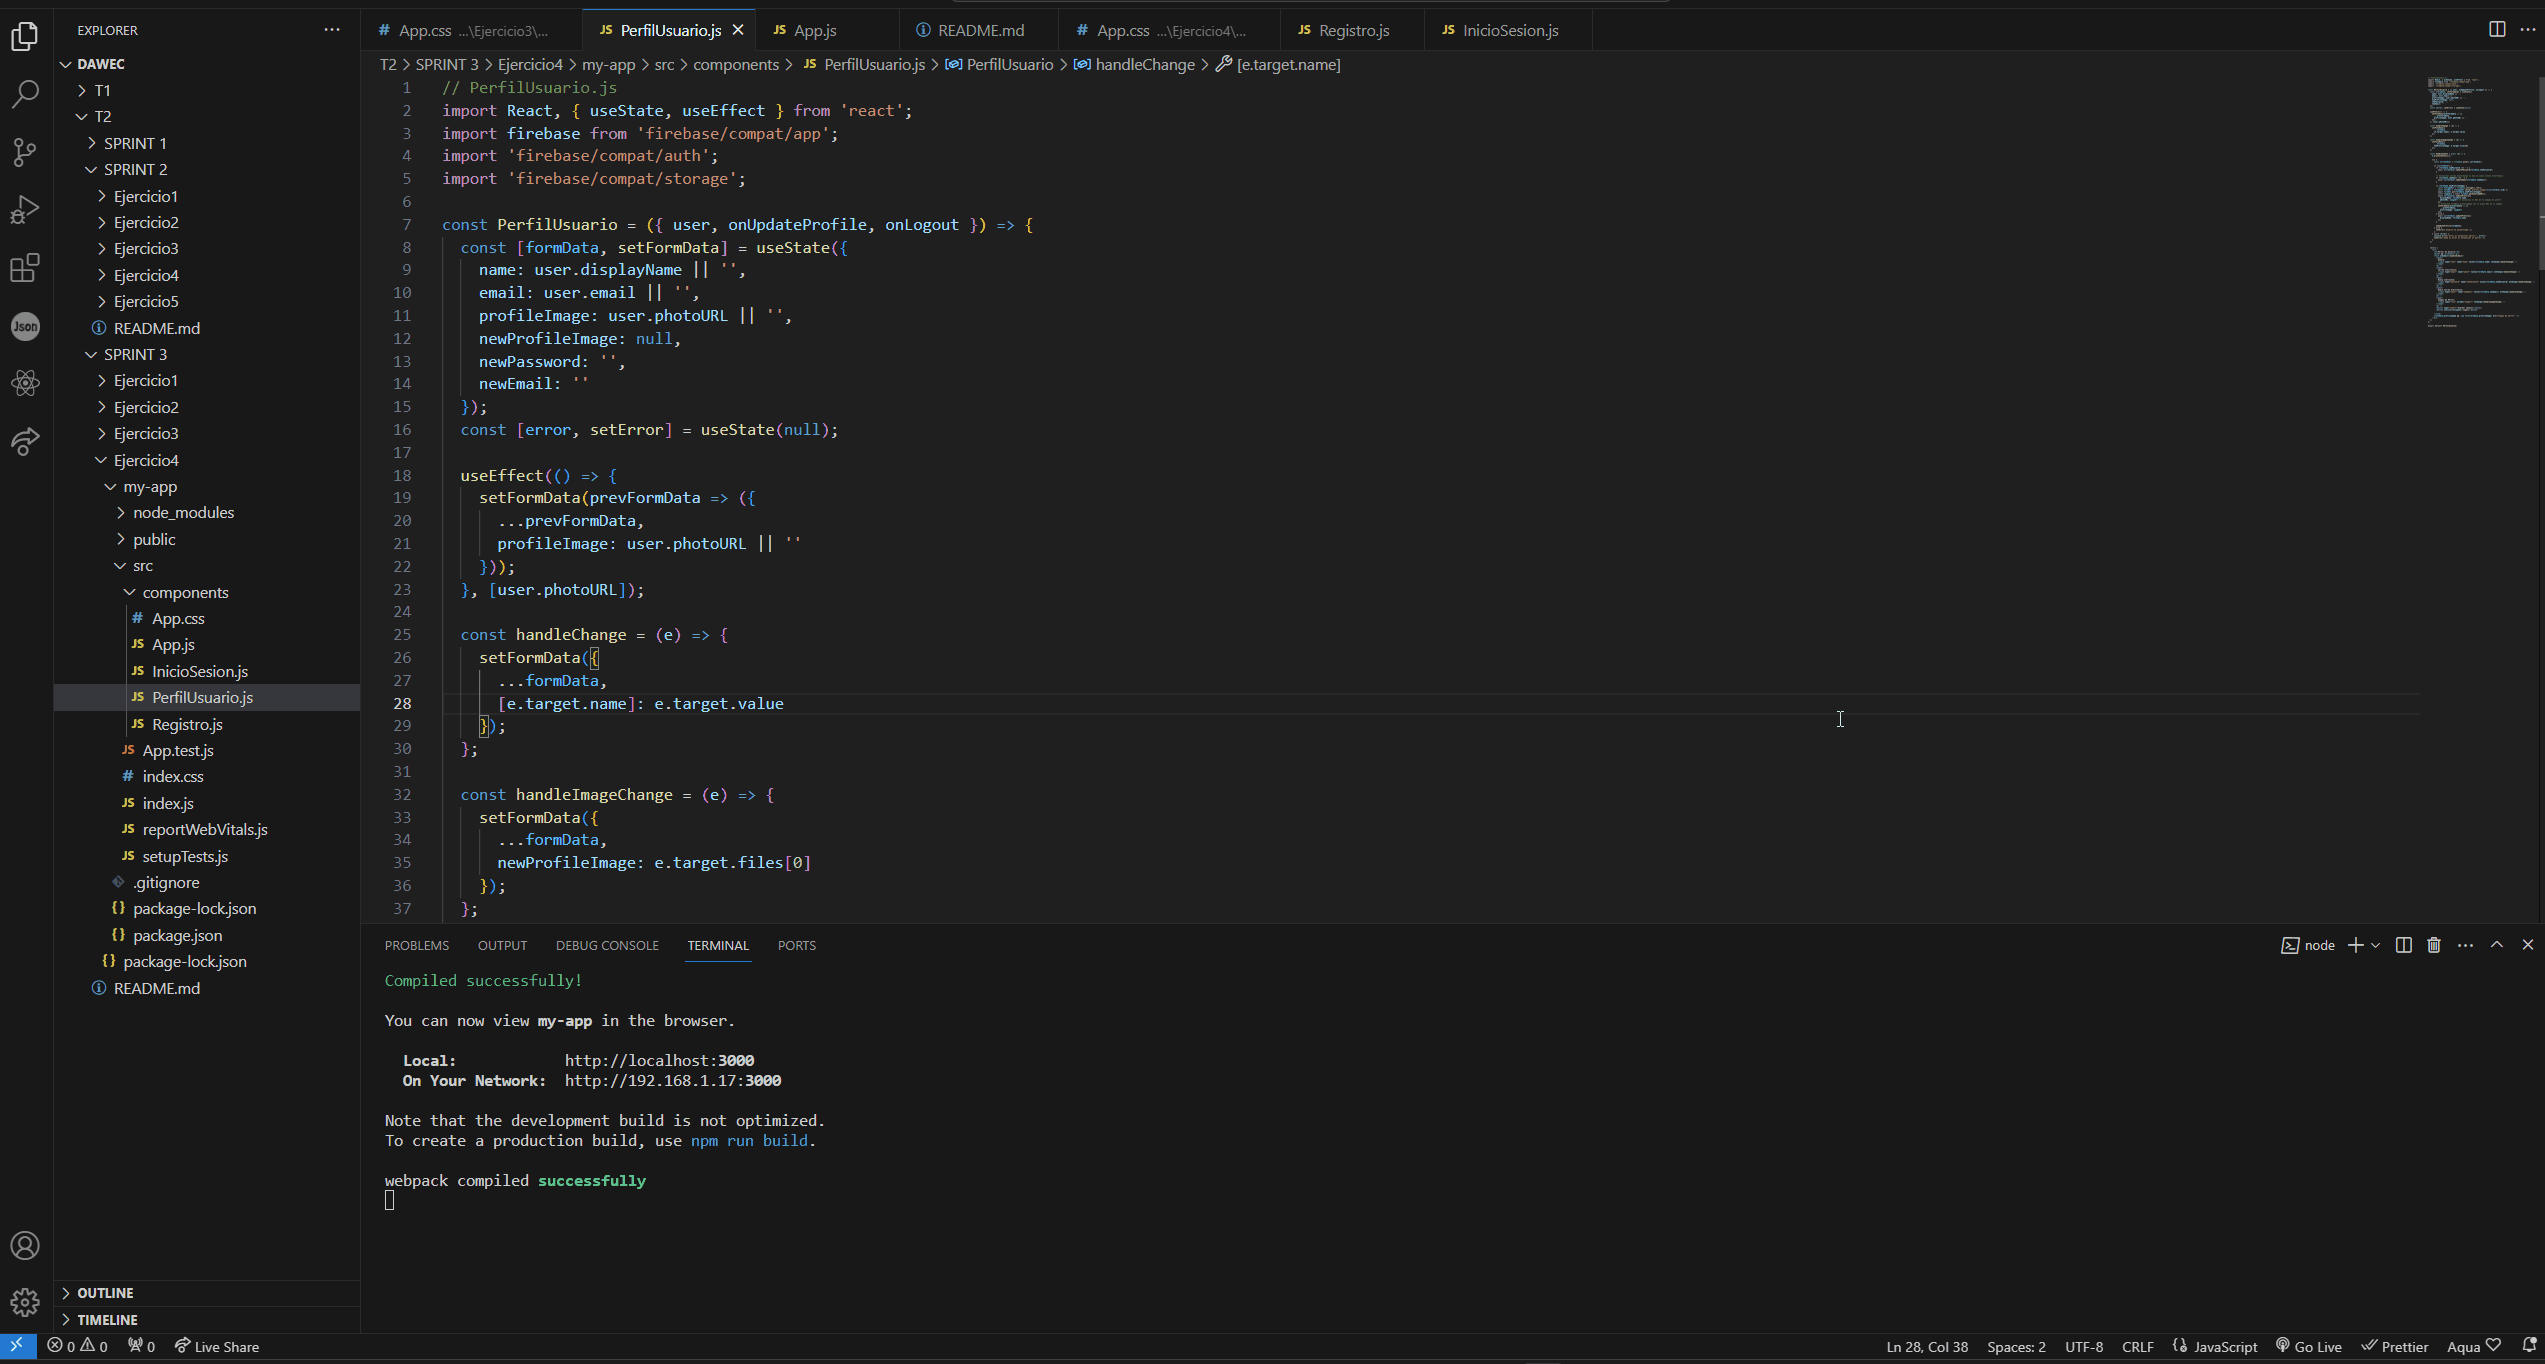 EXPLORER
DAWEC
T1
T2
SPRINT 1
SPRINT 2
Ejercicio1
Ejercicio2
Ejercicio3
Ejercicio4
Ejercicio5
README.md
SPRINT 3
Ejercicio1
Ejercicio2
Ejercicio3
Ejercicio4
my-app
node_modules
public
src
components
# App.css
JS App.js
JS InicioSesion.js
JS PerfilUsuario.js
JS Registro.js
JS App.test.js
# index.css
JS index.js
JS reportWebVitals.js
JS setupTests.js
.gitignore
{} package-lock.json
{} package.json
{} package-lock.json
README.md
OUTLINE
TIMELINE
Json
# App.css ...\Ejercicio3\... JS PerfilUsuario.js JS App.js README.md # App.css ...\Ejercicio4\... JS Registro.js JS InicioSesion.js
T2 > SPRINT 3 > Ejercicio4 > my-app > src > components > JS PerfilUsuario.js > PerfilUsuario > handleChange > [e.target.name]
1 // PerfilUsuario.js
2 import React, { useState, useEffect } from 'react';
3 import firebase from 'firebase/compat/app';
4 import 'firebase/compat/auth';
5 import 'firebase/compat/storage';
6
7 const PerfilUsuario = ({ user, onUpdateProfile, onLogout }) => {
8 const [formData, setFormData] = useState({
9 name: user.displayName || '',
10 email: user.email || '',
11 profileImage: user.photoURL || '',
12 newProfileImage: null,
13 newPassword: '',
14 newEmail: ''
15 });
16 const [error, setError] = useState(null);
17
18 useEffect(() => {
19 setFormData(prevFormData => ({
20 ...prevFormData,
21 profileImage: user.photoURL || ''
22 }));
23 }, [user.photoURL]);
24
25 const handleChange = (e) => {
26 setFormData({
27 ...formData,
28 [e.target.name]: e.target.value
29 });
30 };
31
32 const handleImageChange = (e) => {
33 setFormData({
34 ...formData,
35 newProfileImage: e.target.files[0]
36 });
37 };
PROBLEMS OUTPUT DEBUG CONSOLE TERMINAL PORTS node
Compiled successfully!
You can now view my-app in the browser.
Local: http://localhost:3000
On Your Network: http://192.168.1.17:3000
Note that the development build is not optimized.
To create a production build, use npm run build.
webpack compiled successfully
0 0 0 Live Share Ln 28, Col 38 Spaces: 2 UTF-8 CRLF {} JavaScript Go Live Prettier Aqua